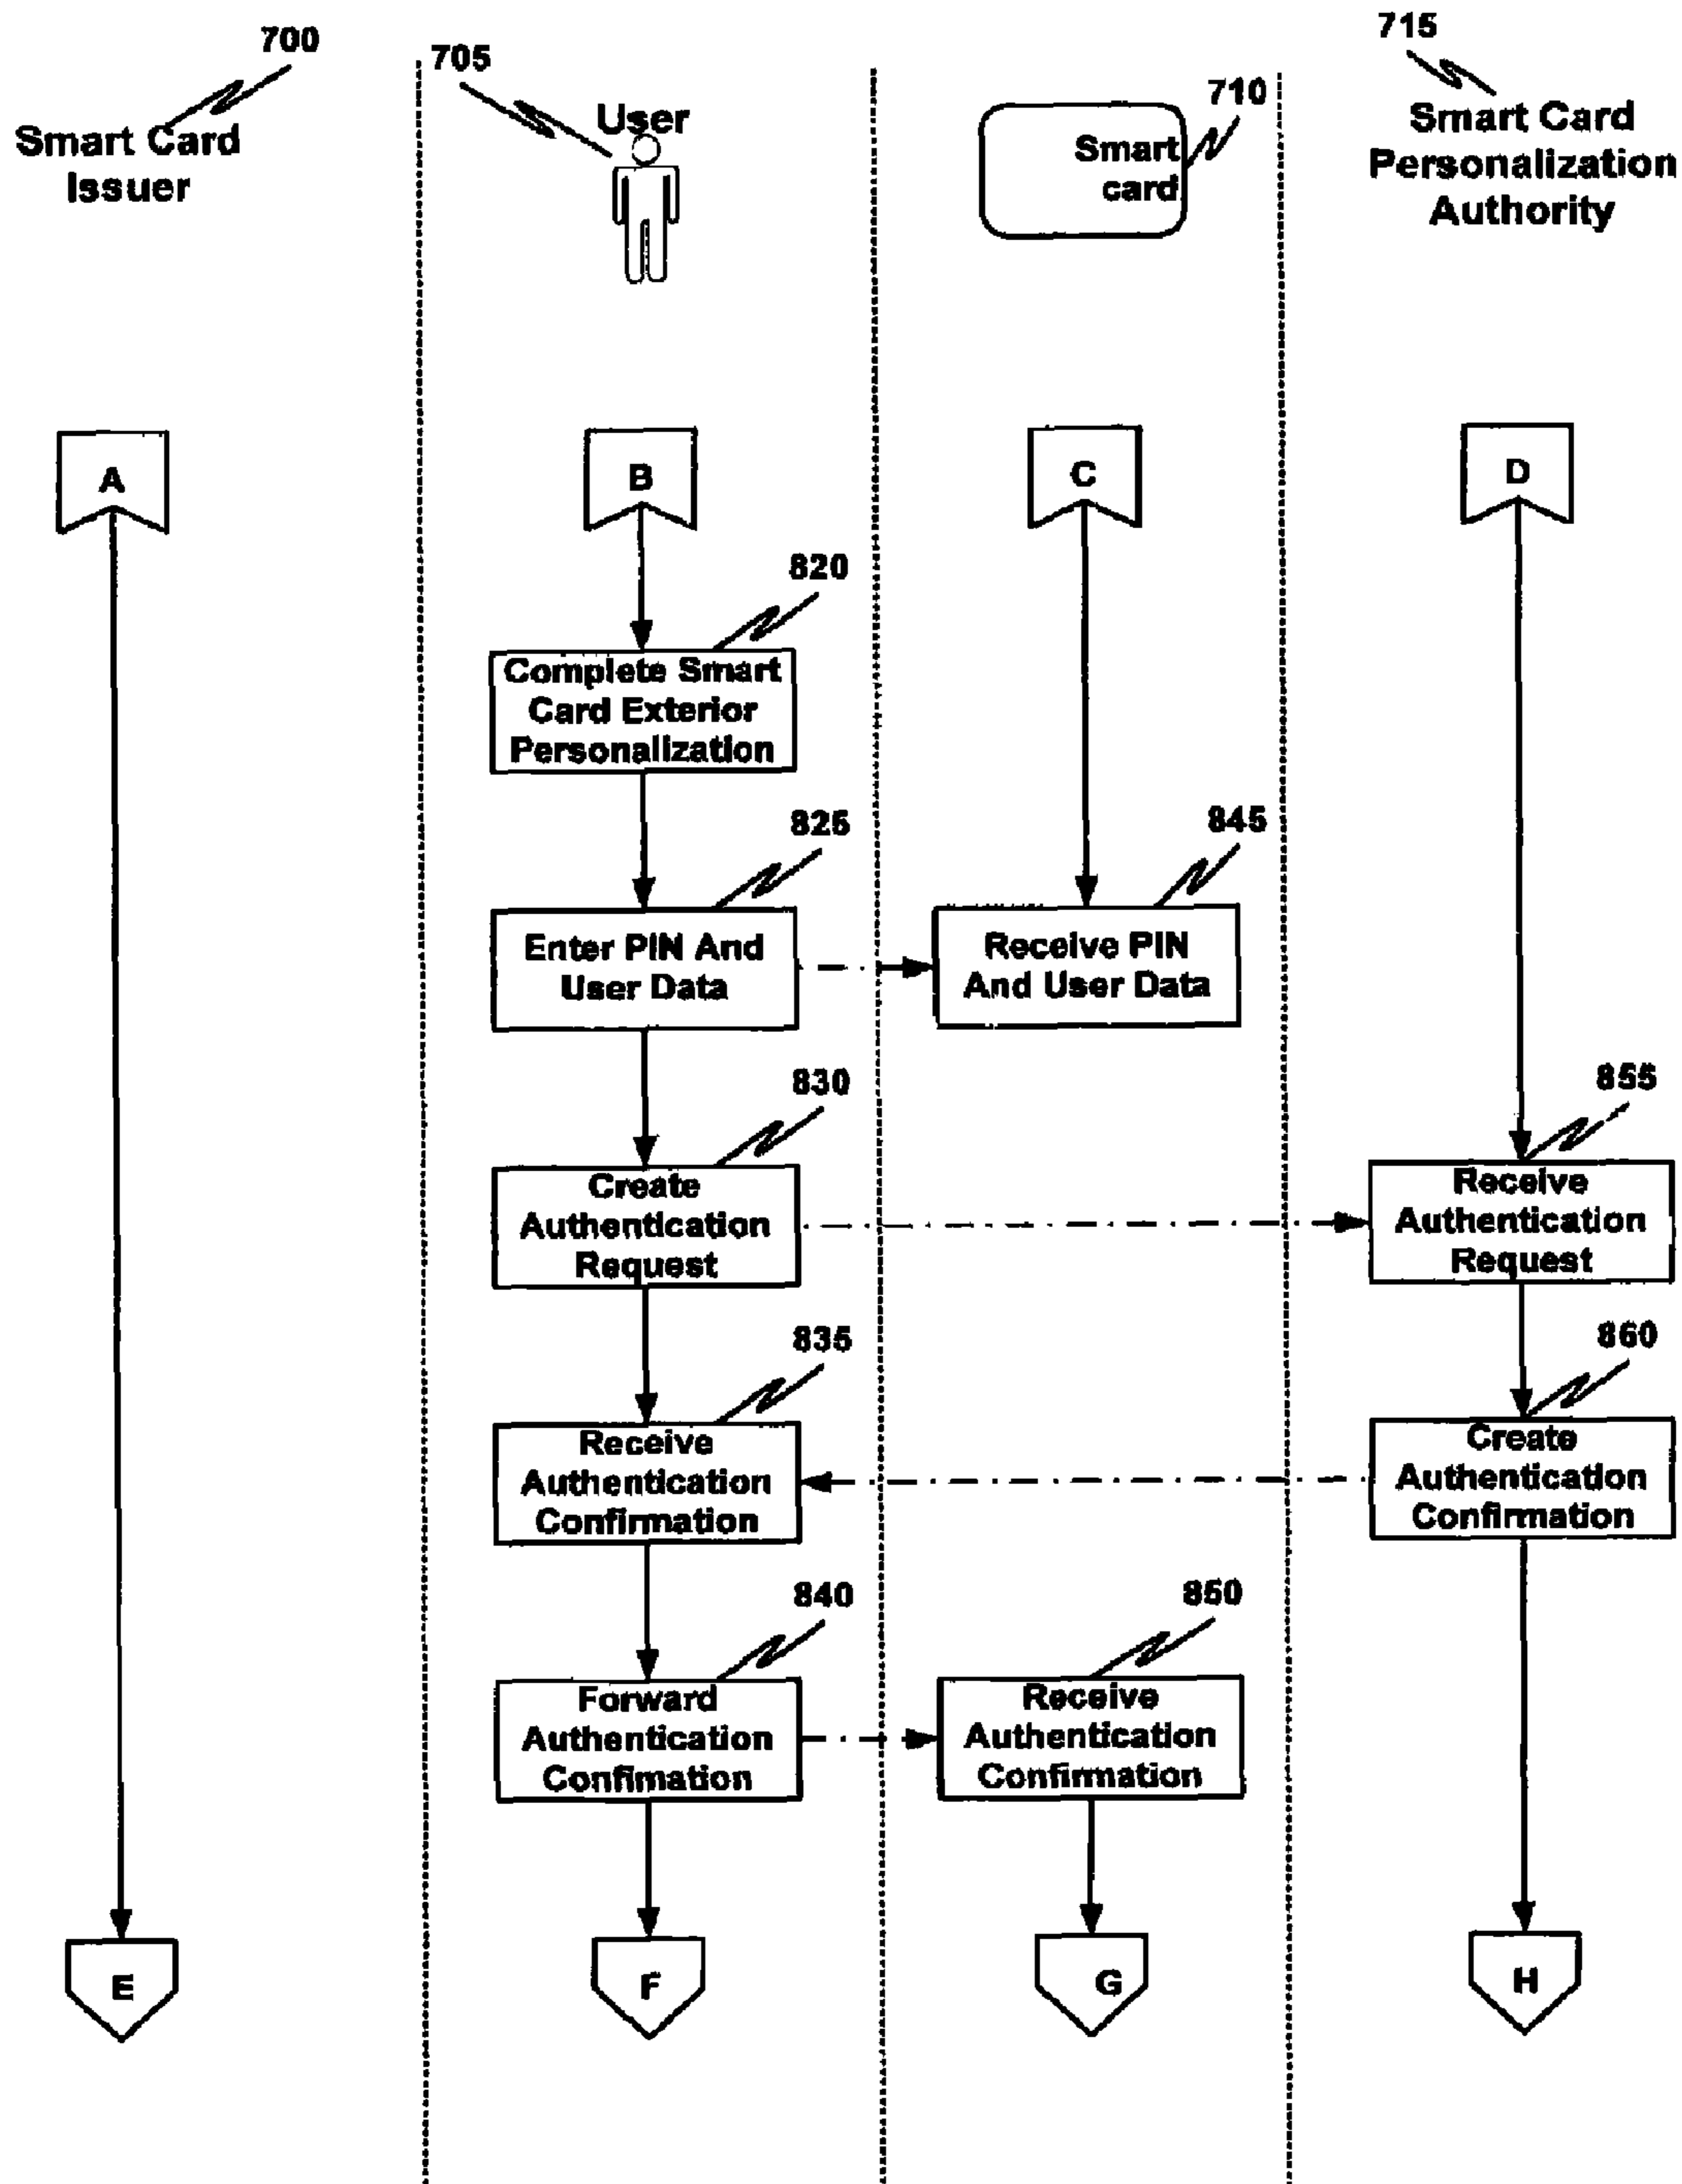 700
705
715
710
Smart Card
Issuer
User
Smart
card
Smart Card
Personalization
Authority
A
B
C
D
820
Complete Smart
Card Exterior
Personalization
825
845
Enter PIN And
User Data
Receive PIN
And User Data
830
855
Create
Authentication
Request
Receive
Authentication
Request
835
860
Receive
Authentication
Confirmation
Create
Authentication
Confirmation
840
850
Forward
Authentication
Confimation
Receive
Authentication
Confirmation
E
F
G
H